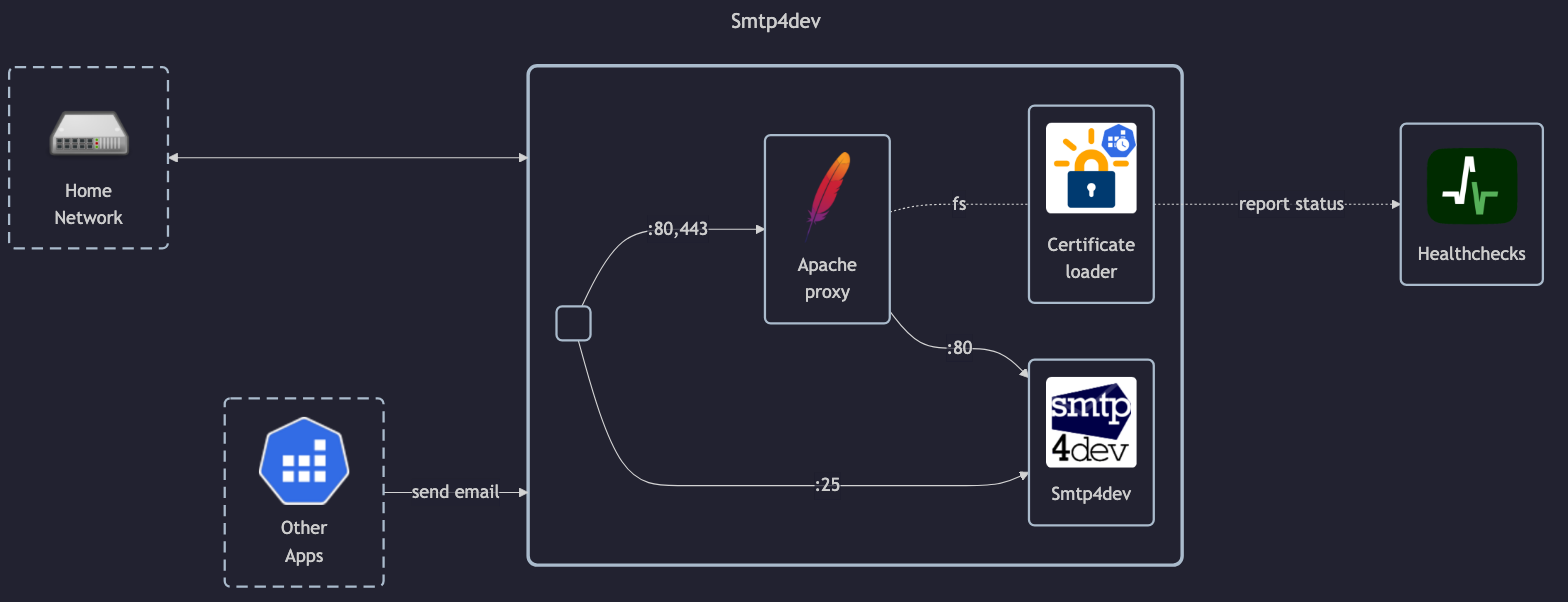 Smtp4dev
Home
Network
:80,443
Apache
proxy
fs
Certificate
loader
report status
Healthchecks
:80
smtp
4dev
Smtp4dev
:25
send email
Other
Apps